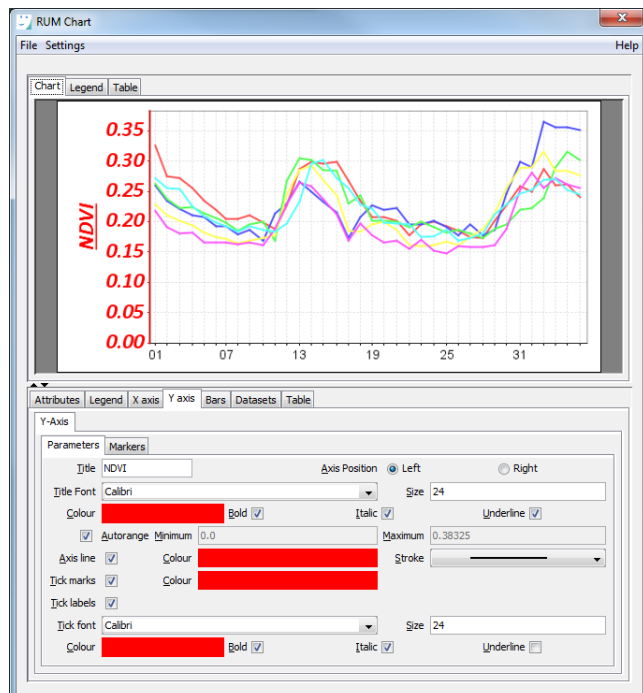 RUM Chart
x
File Settings Help
Chart Legend Table
0.35
0.30
0.25
0.20
0.15
0.10
0.05
0.00
NDVI
01 07 13 19 25 31
Attributes Legend X axis Y axis Bars Datasets Table
Y-Axis
Parameters Markers
Title NDVI Axis Position Left Right
Title Font Calibri Size 24
Colour Bold Italic Underline
Autorange Minimum 0.0 Maximum 0.38325
Axis line Colour Stroke
Tick marks Colour
Tick labels
Tick font Calibri Size 24
Colour Bold Italic Underline